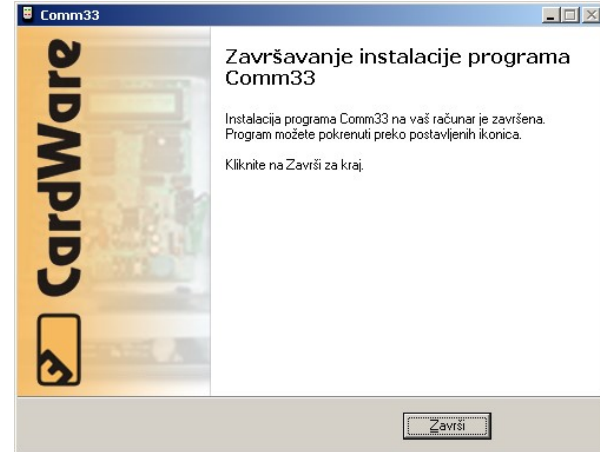 Comm33
Završavanje instalacije programa
Comm33
Instalacija programa Comm33 na vaš računar je završena.
Program možete pokrenuti preko postavljenih ikonica.
Kliknite na Završi za kraj.
CardWare
Završi